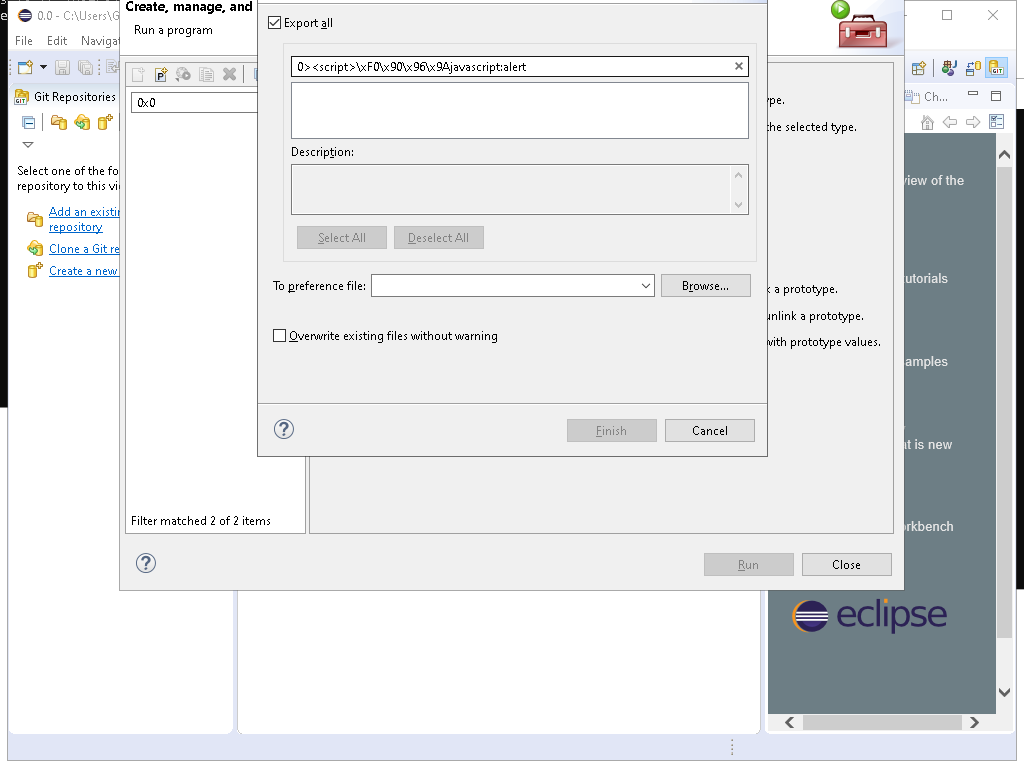 0.0 - C:\Users\G
File Edit Navigat
Git Repositories
Select one of the fo
repository to this vi
Add an existin
repository
Clone a Git re
Create a new
Create, manage, and
Run a program
0x0
Filter matched 2 of 2 items
Export all
0><script>\xF0\x90\x96\x9Ajavascript:alert
Description:
Select All Deselect All
To preference file: Browse...
Overwrite existing files without warning
Finish Cancel
ype.
the selected type.
k a prototype.
unlink a prototype.
with prototype values.
Run Close
Ch...
view of the
utorials
amples
at is new
orkbench
eclipse